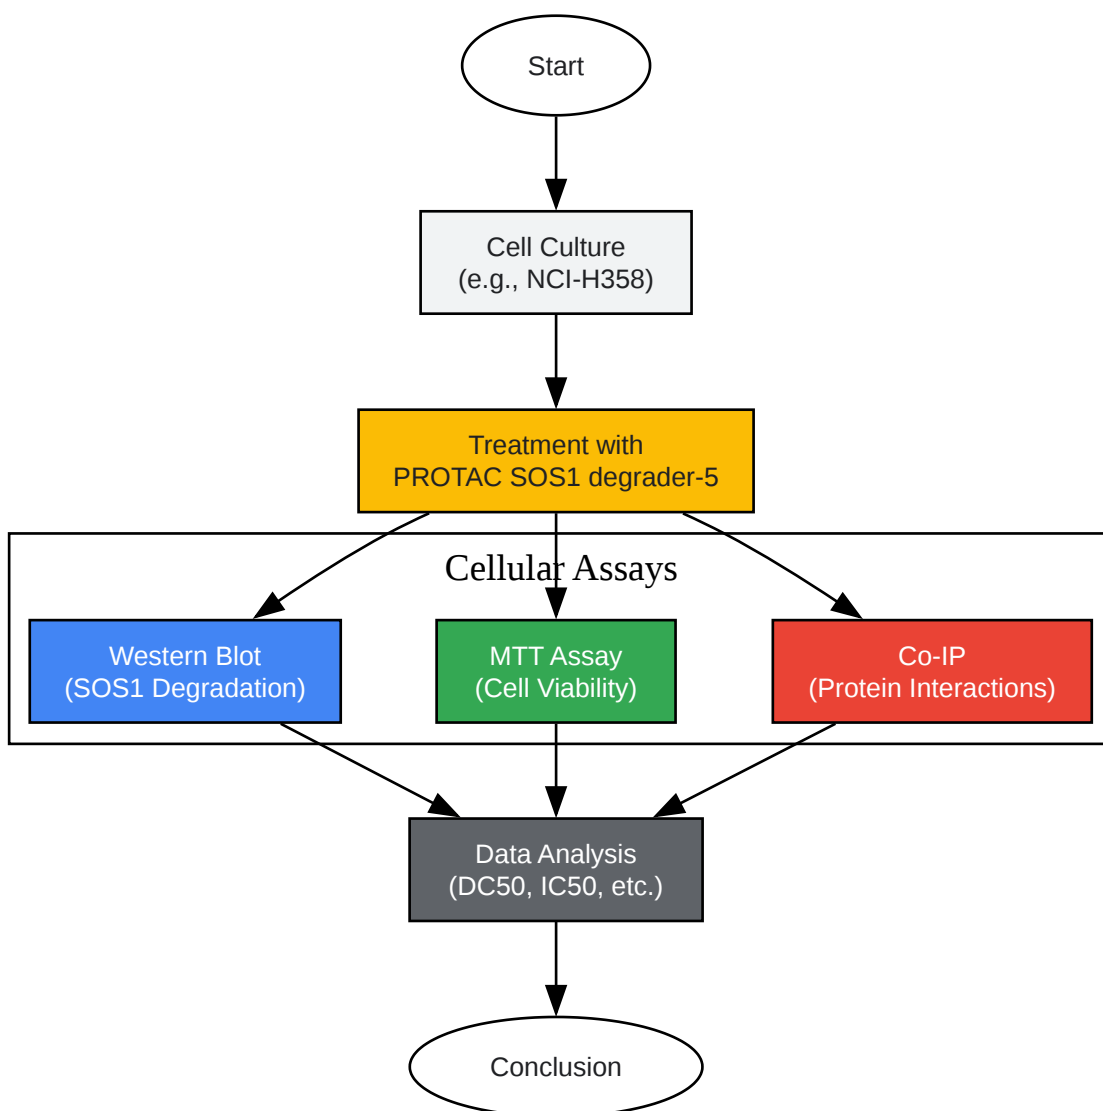 Start
Cell Culture
(e.g., NCI-H358)
Treatment with
PROTAC SOS1 degrader-5
Cellular Assays
Western Blot
(SOS1 Degradation)
MTT Assay
(Cell Viability)
Co-IP
(Protein Interactions)
Data Analysis
(DC50, IC50, etc.)
Conclusion